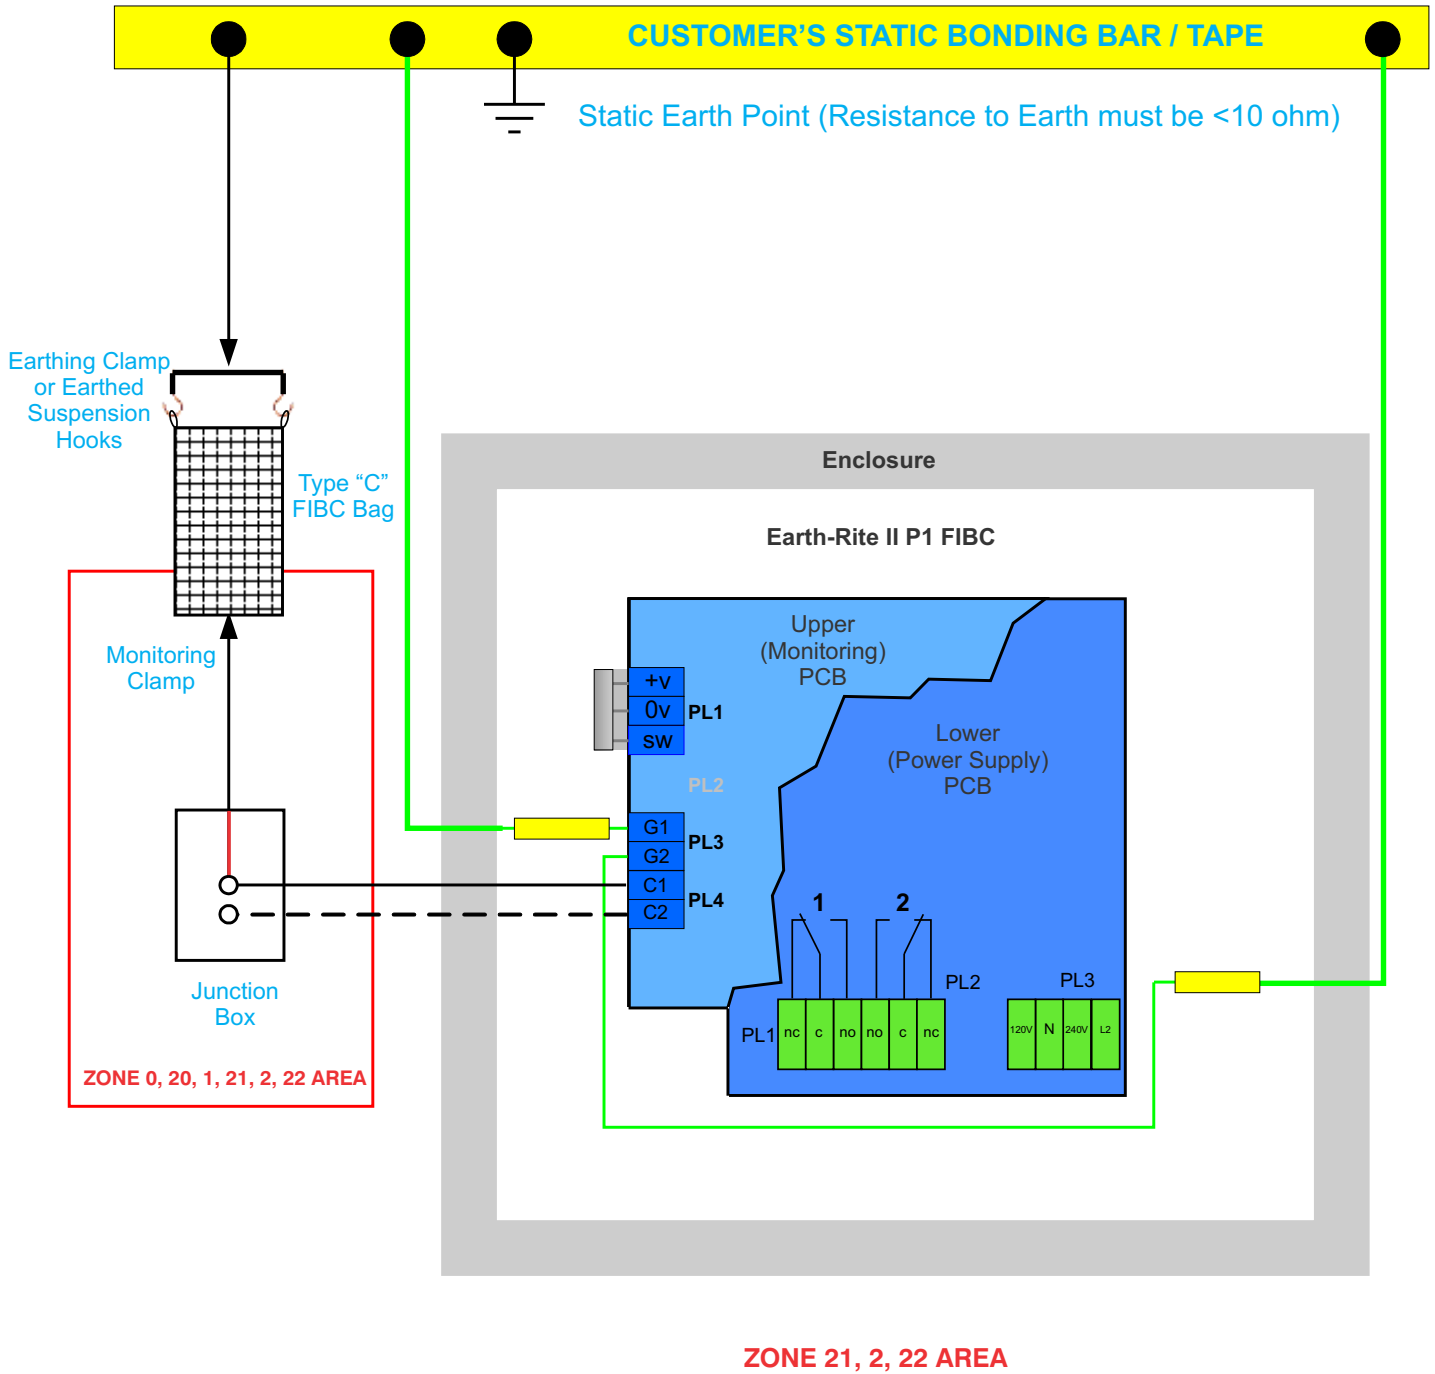 CUSTOMER’S STATIC BONDING BAR / TAPE
Static Earth Point (Resistance to Earth must be <10 ohm)
Earthing Clamp
or Earthed
Suspension
Hooks
Type “C”
FIBC Bag
Enclosure
Earth-Rite II P1 FIBC
Upper
(Monitoring)
PCB
Monitoring
Clamp
+v
0v
sw
PL1
Lower
(Power Supply)
PCB
PL2
G1
G2
PL3
C1
C2
PL4
1
2
Junction
Box
PL2
PL3
PL1
nc
c
no
no
c
nc
120V
N
240V
L2
ZONE 0, 20, 1, 21, 2, 22 AREA
ZONE 21, 2, 22 AREA